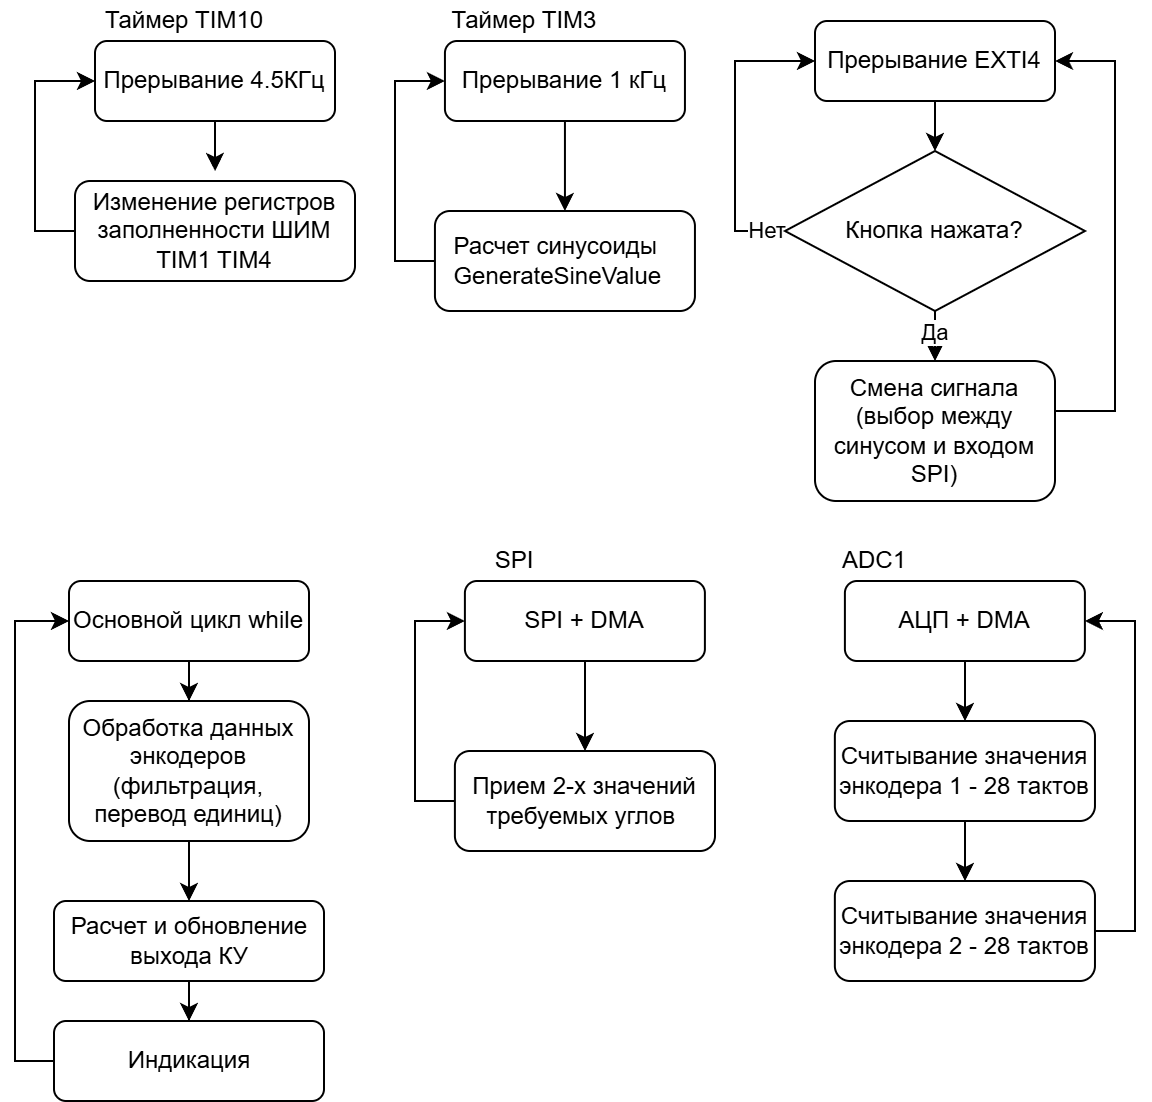 Таймер TIM10
Прерывание 4.5КГц
Изменение регистров
заполненности ШИМ
TIM1 TIM4
Таймер TIM3
Прерывание 1 кГц
Расчет синусоиды
GenerateSineValue
Прерывание EXTI4
Кнопка нажата?
Нет
Да
Смена сигнала
(выбор между
синусом и входом
SPI)
Основной цикл while
Обработка данных
энкодеров
(фильтрация,
перевод единиц)
Расчет и обновление
выхода КУ
Индикация
SPI
SPI + DMA
Прием 2-х значений
требуемых углов
ADC1
АЦП + DMA
Считывание значения
энкодера 1 - 28 тактов
Считывание значения
энкодера 2 - 28 тактов